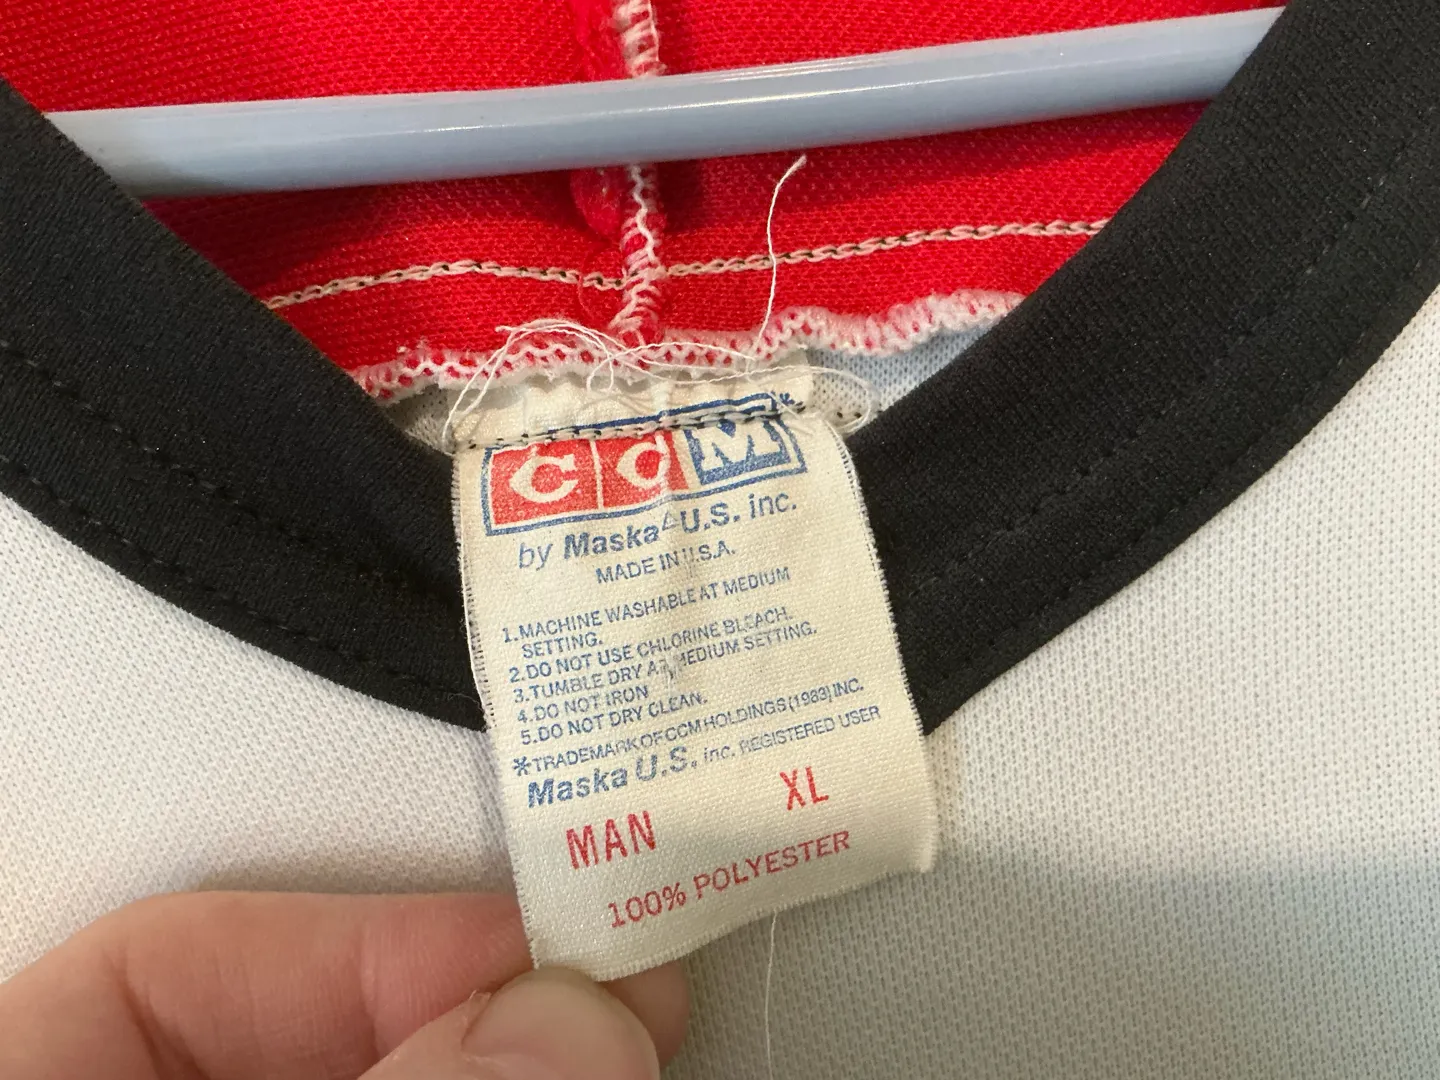 CCM*
by Maska U.S. inc.
MADE IN U.S.A.
1.MACHINE WASHABLE AT MEDIUM
SETTING.
2.DO NOT USE CHLORINE BLEACH.
3.TUMBLE DRY AT MEDIUM SETTING.
4.DO NOT IRON
5.DO NOT DRY CLEAN.
*TRADEMARK OF CCM HOLDINGS (1983) INC.
Maska U.S. inc. REGISTERED USER
MAN XL
100% POLYESTER